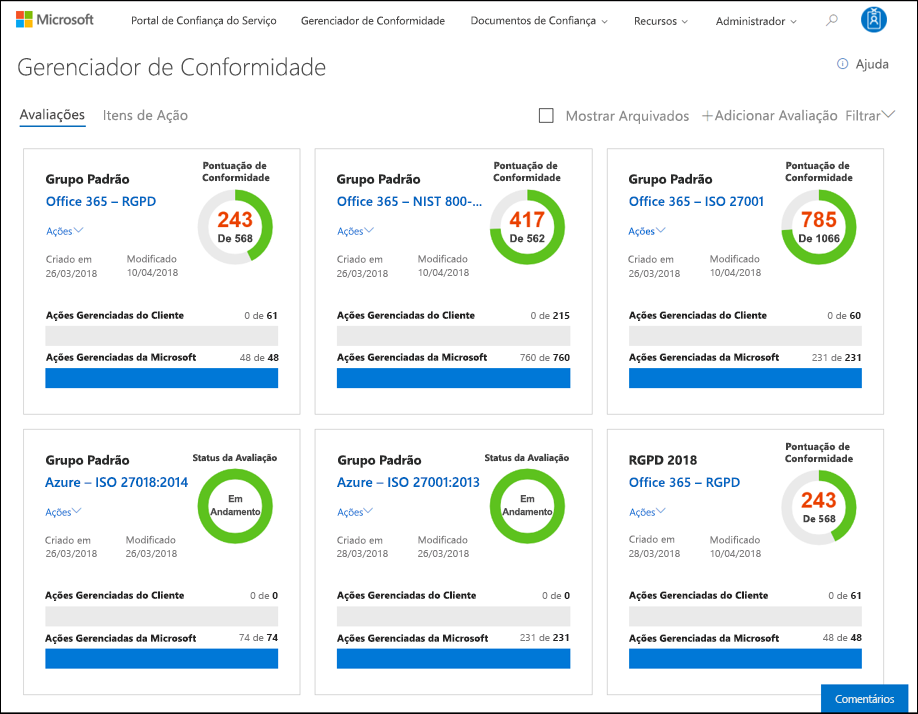 Microsoft Portal de Confiança do Serviço Gerenciador de Conformidade Documentos de Confiança Recursos Administrador
Gerenciador de Conformidade
Ajuda
Avaliações Itens de Ação
Mostrar Arquivados +Adicionar Avaliação Filtrar
Grupo Padrão
Office 365 – RGPD
Pontuação de
Conformidade
243
De 568
Ações
Criado em
26/03/2018
Modificado
10/04/2018
Ações Gerenciadas do Cliente 0 de 61
Ações Gerenciadas da Microsoft 48 de 48
Grupo Padrão
Office 365 – NIST 800-...
Pontuação de
Conformidade
417
De 562
Ações
Criado em
26/03/2018
Modificado
10/04/2018
Ações Gerenciadas do Cliente 0 de 215
Ações Gerenciadas da Microsoft 760 de 760
Grupo Padrão
Office 365 – ISO 27001
Pontuação de
Conformidade
785
De 1066
Ações
Criado em
26/03/2018
Modificado
10/04/2018
Ações Gerenciadas do Cliente 0 de 60
Ações Gerenciadas da Microsoft 231 de 231
Grupo Padrão
Azure – ISO 27018:2014
Status da Avaliação
Em
Andamento
Ações
Criado em
26/03/2018
Modificado
26/03/2018
Ações Gerenciadas do Cliente 0 de 0
Ações Gerenciadas da Microsoft 74 de 74
Grupo Padrão
Azure – ISO 27001:2013
Status da Avaliação
Em
Andamento
Ações
Criado em
28/03/2018
Modificado
26/03/2018
Ações Gerenciadas do Cliente 0 de 0
Ações Gerenciadas da Microsoft 231 de 231
RGPD 2018
Office 365 – RGPD
Pontuação de
Conformidade
243
De 568
Ações
Criado em
28/03/2018
Modificado
10/04/2018
Ações Gerenciadas do Cliente 0 de 61
Ações Gerenciadas da Microsoft 48 de 48
Comentários